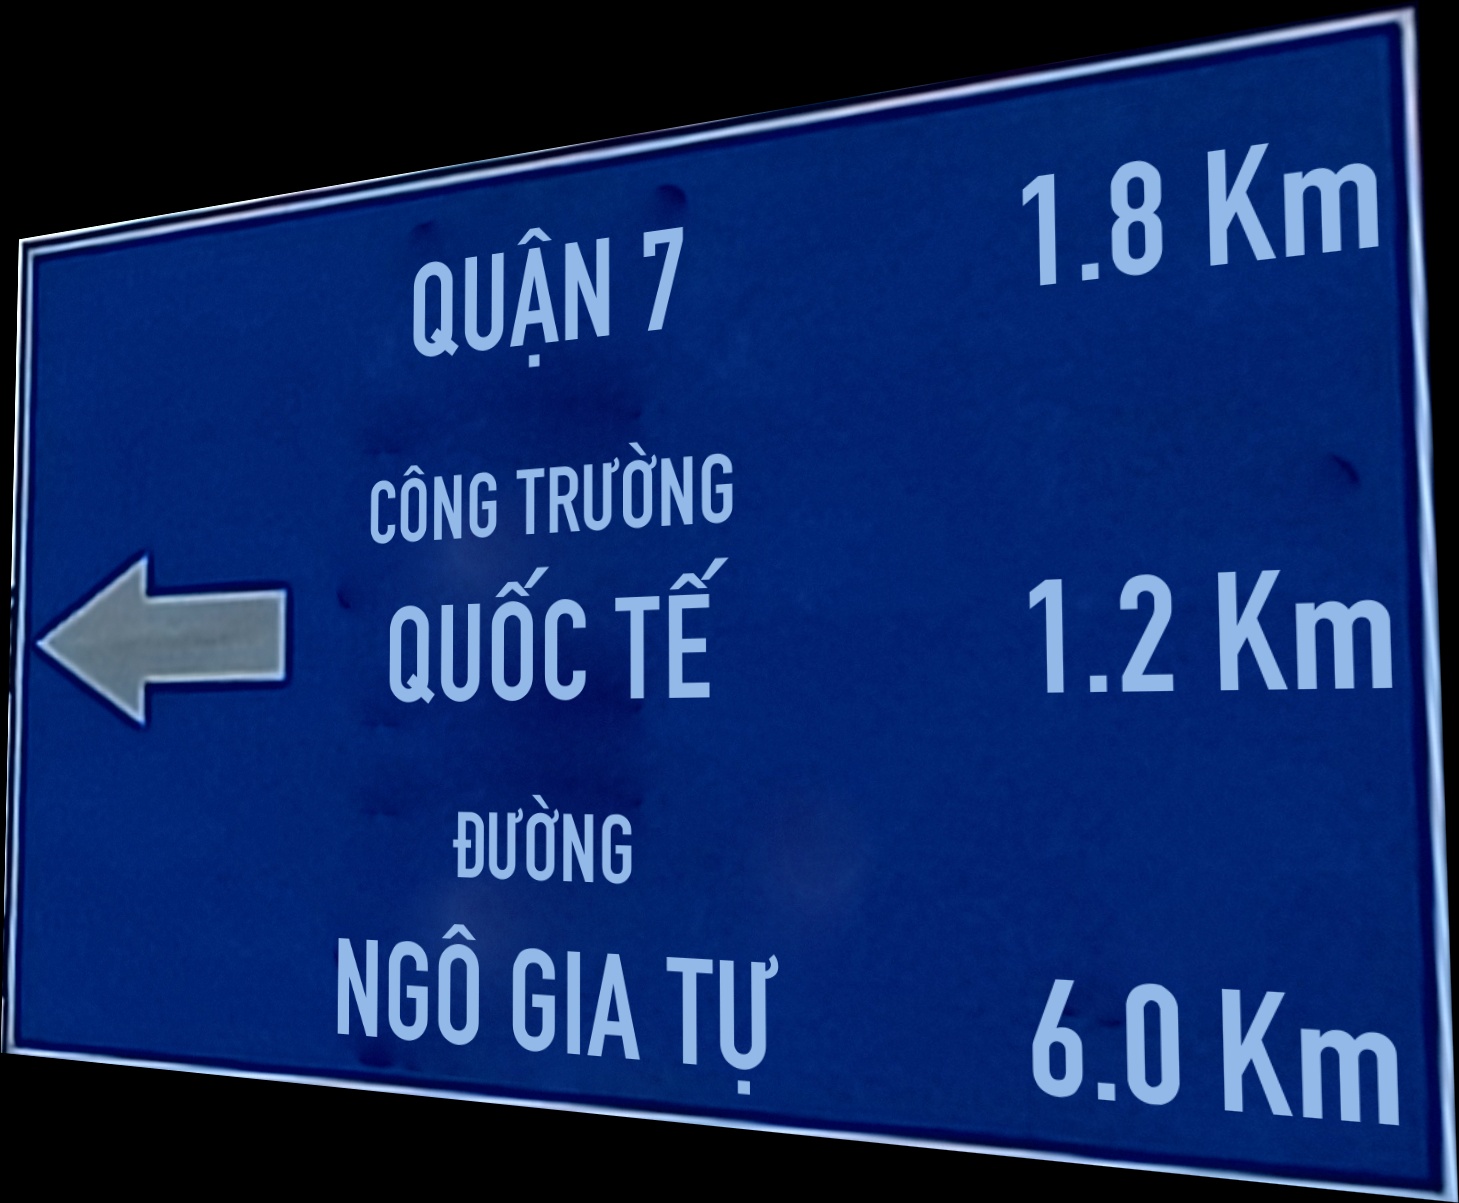 QUẬN 7 1.8 Km
CÔNG TRƯỜNG
QUỐC TẾ 1.2 Km
ĐƯỜNG
NGÔ GIA TỰ 6.0 Km